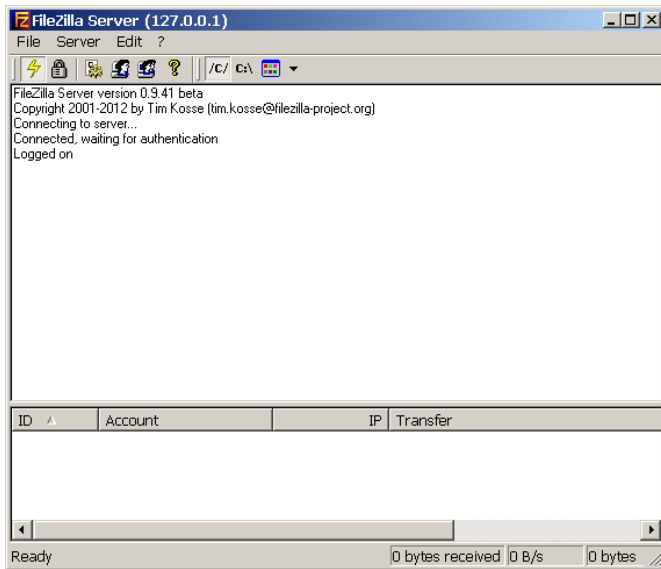 FileZilla Server (127.0.0.1)
File Server Edit ?
/C/ C:\
FileZilla Server version 0.9.41 beta
Copyright 2001-2012 by Tim Kosse (tim.kosse@filezilla-project.org)
Connecting to server...
Connected, waiting for authentication
Logged on
ID Account IP Transfer
Ready 0 bytes received 0 B/s 0 bytes